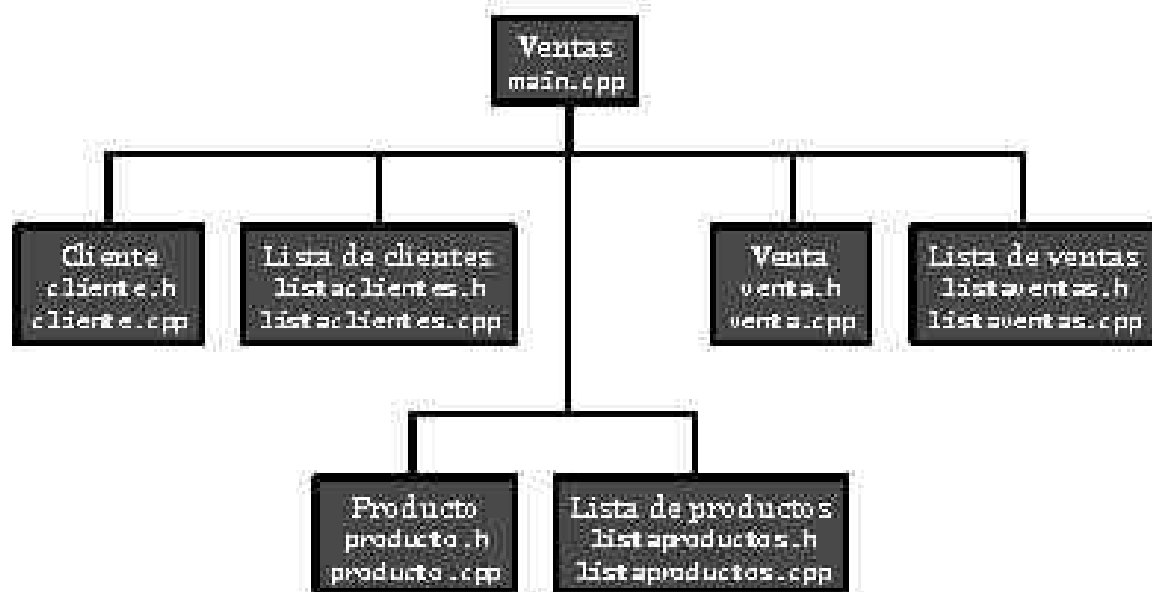 Ventas
main.cpp
Cliente
cliente.h
cliente.cpp
Lista de clientes
listaclientes.h
listaclientes.cpp
Venta
venta.h
venta.cpp
Lista de ventas
listaventas.h
listaventas.cpp
Producto
producto.h
producto.cpp
Lista de productos
listaproductos.h
listaproductos.cpp